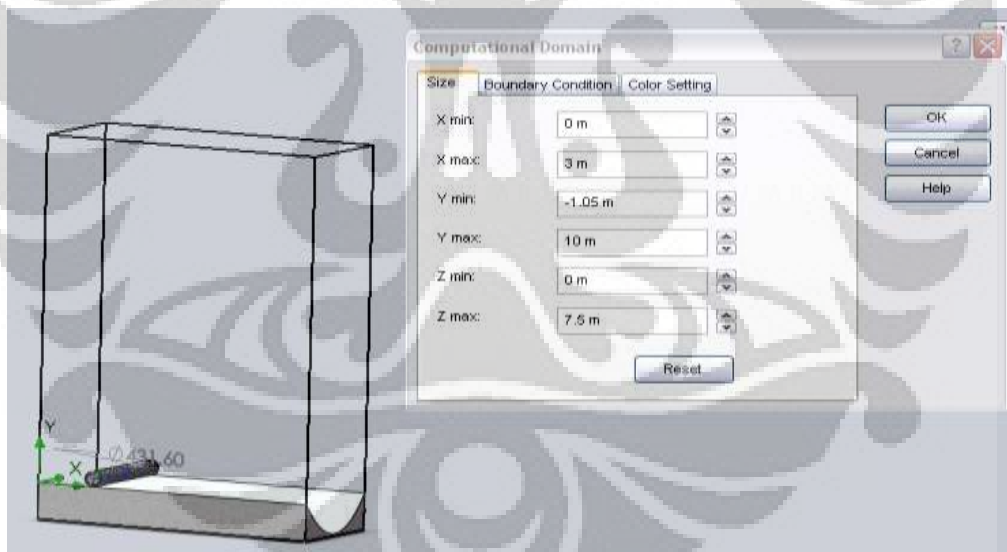 Computational Domain
Size Boundary Condition Color Setting
X min: 0 m
X max: 3 m
Y min: -1.05 m
Y max: 10 m
Z min: 0 m
Z max: 7.5 m
Reset
OK
Cancel
Help
Y
X
Ø431.60